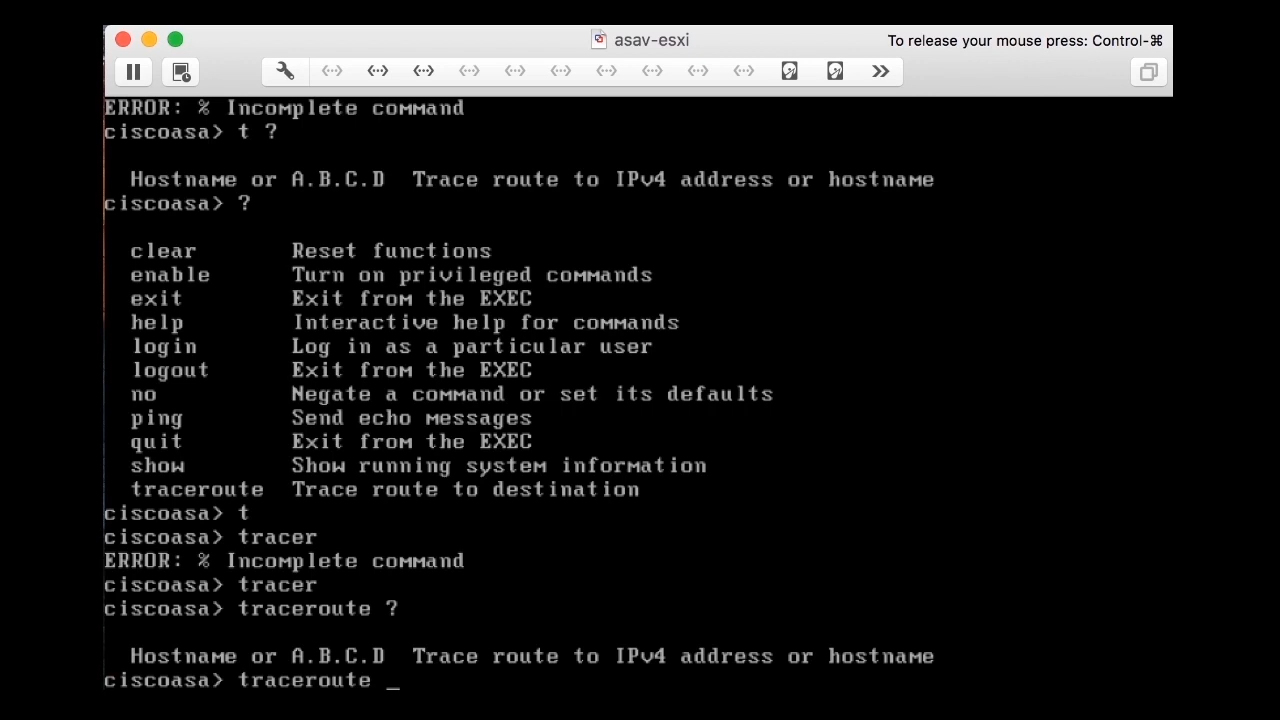 asav-esxi
To release your mouse press: Control-⌘
ERROR: % Incomplete command
ciscoasa> t ?
Hostname or A.B.C.D  Trace route to IPv4 address or hostname
ciscoasa> ?
clear       Reset functions
enable      Turn on privileged commands
exit        Exit from the EXEC
help        Interactive help for commands
login       Log in as a particular user
logout      Exit from the EXEC
no          Negate a command or set its defaults
ping        Send echo messages
quit        Exit from the EXEC
show        Show running system information
traceroute  Trace route to destination
ciscoasa> t
ciscoasa> tracer
ERROR: % Incomplete command
ciscoasa> tracer
ciscoasa> traceroute ?
Hostname or A.B.C.D  Trace route to IPv4 address or hostname
ciscoasa> traceroute _